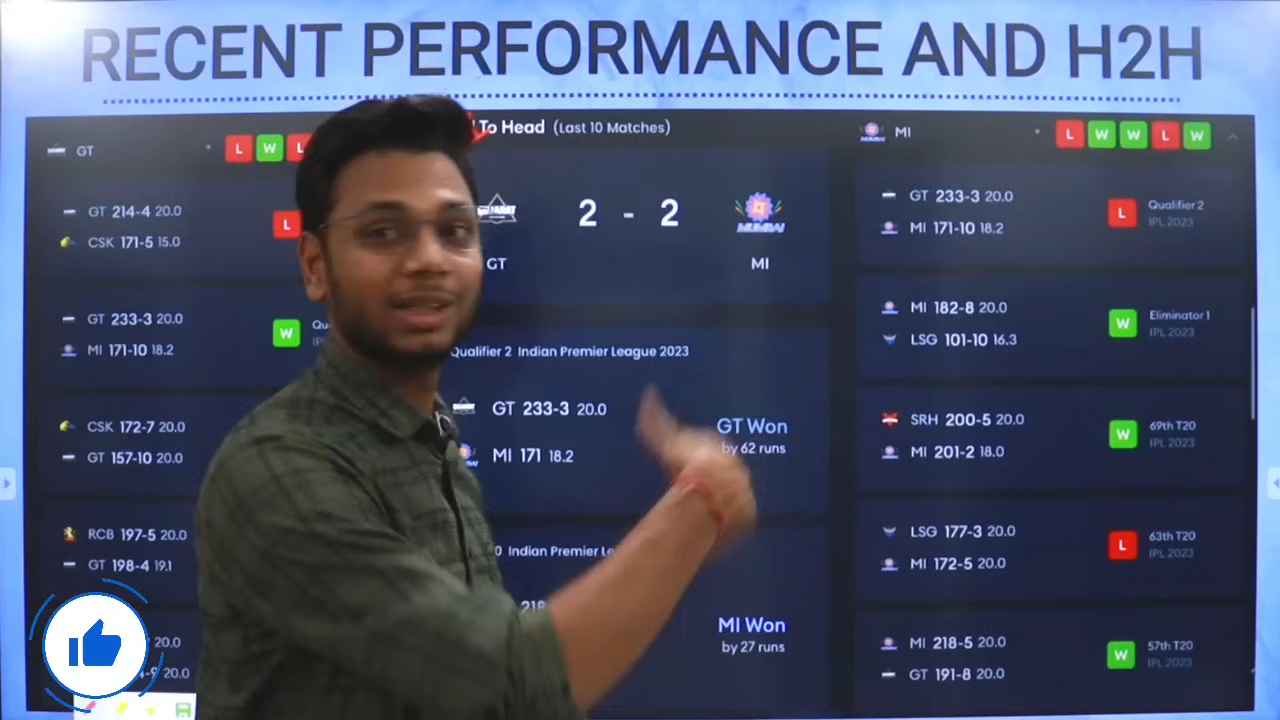 RECENT PERFORMANCE AND H2H
GT
L W L
GT 214-4 20.0
CSK 171-5 15.0
L
GT 233-3 20.0
MI 171-10 18.2
W
CSK 172-7 20.0
GT 157-10 20.0
RCB 197-5 20.0
GT 198-4 19.1
20.0
20.0
To Head (Last 10 Matches)
2 - 2
GT
MI
MUMBAI
Qualifier 2 Indian Premier League 2023
GT 233-3 20.0
MI 171 18.2
GT Won
by 62 runs
Indian Premier
MI Won
by 27 runs
MI
L W W L W
GT 233-3 20.0
MI 171-10 18.2
L
Qualifier 2
IPL 2023
MI 182-8 20.0
LSG 101-10 16.3
W
Eliminator 1
IPL 2023
SRH 200-5 20.0
MI 201-2 18.0
W
69th T20
IPL 2023
LSG 177-3 20.0
MI 172-5 20.0
L
63th T20
IPL 2023
MI 218-5 20.0
GT 191-8 20.0
W
57th T20
IPL 2023